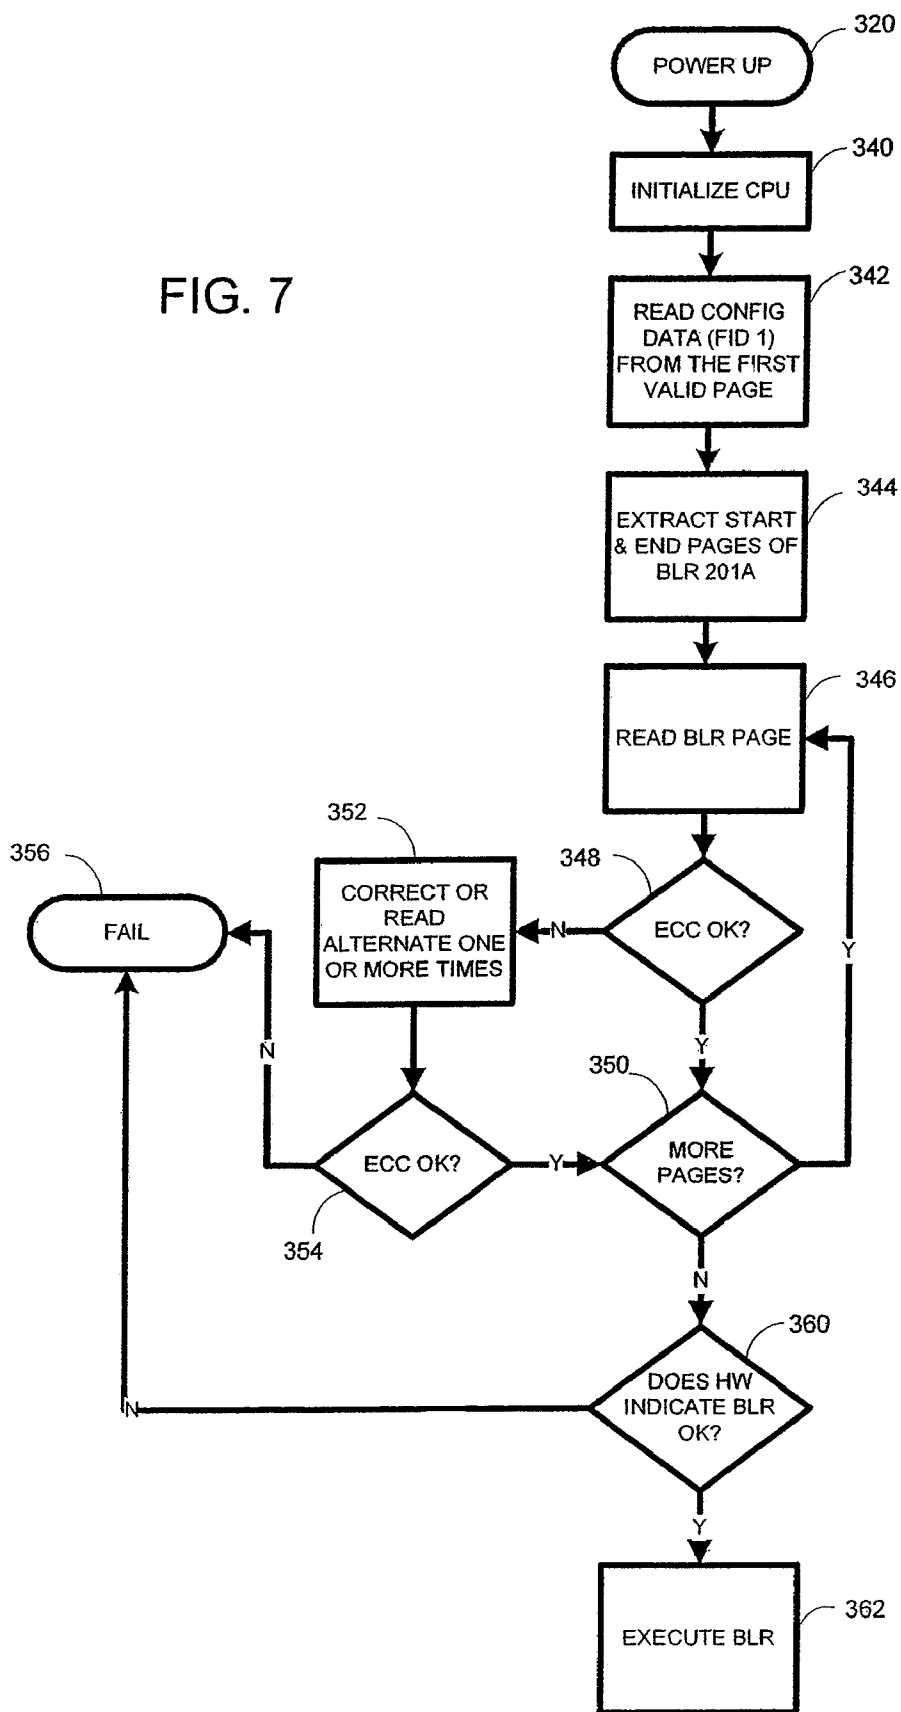 320
POWER UP
340
INITIALIZE CPU
FIG. 7
342
READ CONFIG
DATA (FID 1)
FROM THE FIRST
VALID PAGE
344
EXTRACT START
& END PAGES OF
BLR 201A
346
READ BLR PAGE
352
356
348
FAIL
CORRECT OR
READ
ALTERNATE ONE
OR MORE TIMES
N
ECC OK?
Y
N
Y
350
ECC OK?
Y
MORE
PAGES?
354
N
360
DOES HW
INDICATE BLR
OK?
N
Y
EXECUTE BLR
362